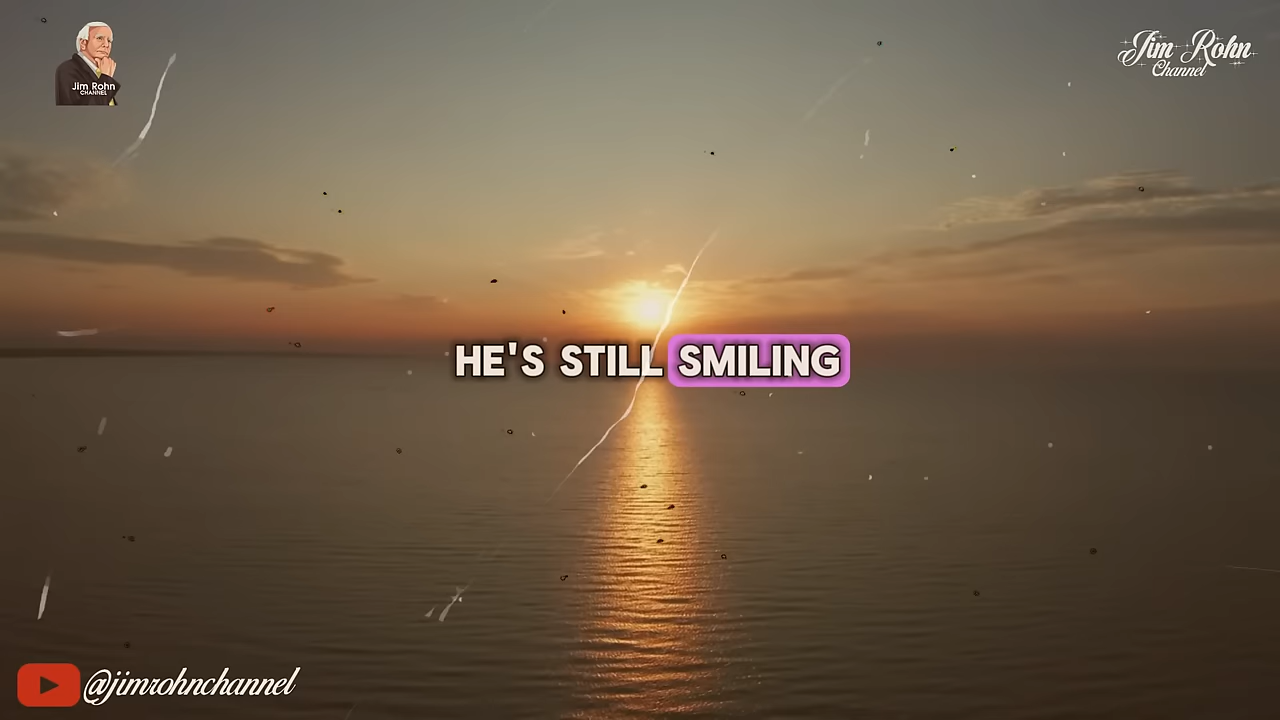 Jim Rohn
CHANNEL
Jim Rohn
Channel
HE'S STILL SMILING
@jimrohnchannel